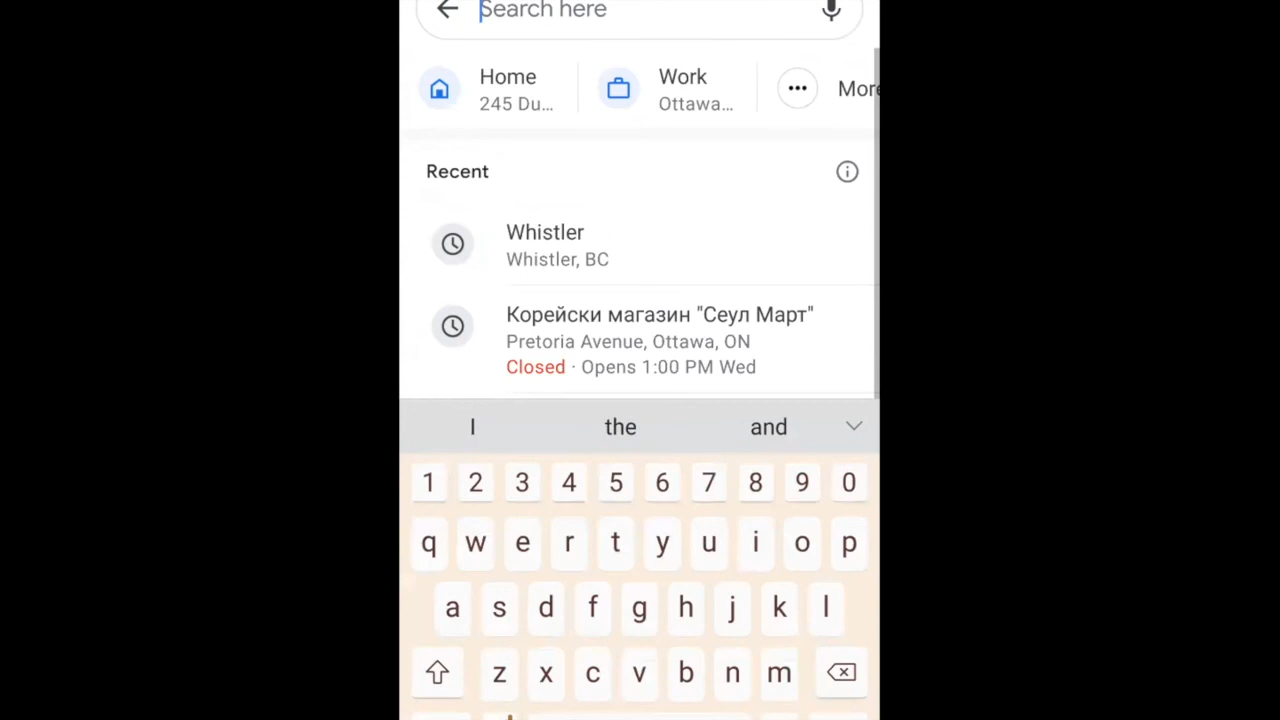 Search here
Home
245 Du...
Work
Ottawa...
More
Recent
Whistler
Whistler, BC
Корейски магазин "Сеул Март"
Pretoria Avenue, Ottawa, ON
Closed · Opens 1:00 PM Wed
I the and
1 2 3 4 5 6 7 8 9 0
q w e r t y u i o p
a s d f g h j k l
z x c v b n m